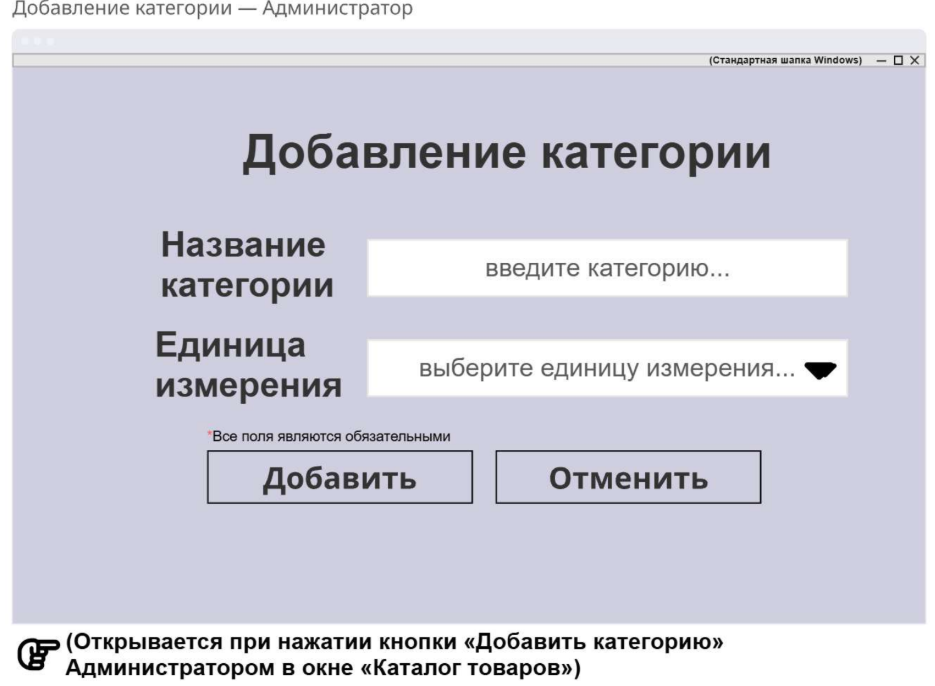 Добавление категории — Администратор
(Стандартная шапка Windows)
Добавление категории
Название
категории
введите категорию...
Единица
измерения
выберите единицу измерения...
*Все поля являются обязательными
Добавить
Отменить
(Открывается при нажатии кнопки «Добавить категорию»
Администратором в окне «Каталог товаров»)